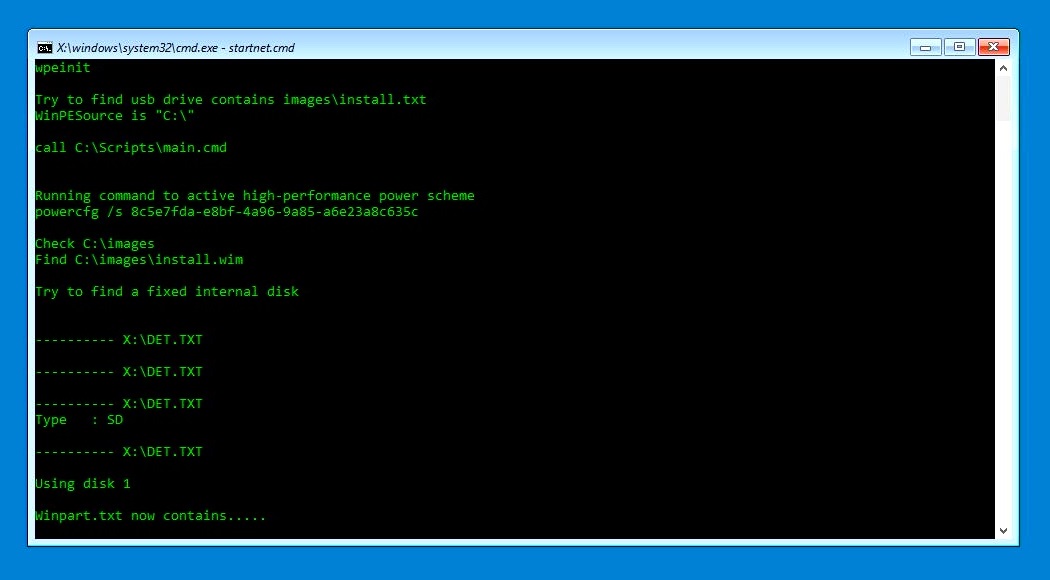 X:\windows\system32\cmd.exe - startnet.cmd
wpeinit
Try to find usb drive contains images\install.txt
WinPESource is "C:\"
call C:\Scripts\main.cmd
Running command to active high-performance power scheme
powercfg /s 8c5e7fda-e8bf-4a96-9a85-a6e23a8c635c
Check C:\images
Find C:\images\install.wim
Try to find a fixed internal disk
---------- X:\DET.TXT
---------- X:\DET.TXT
---------- X:\DET.TXT
Type   : SD
---------- X:\DET.TXT
Using disk 1
Winpart.txt now contains.....